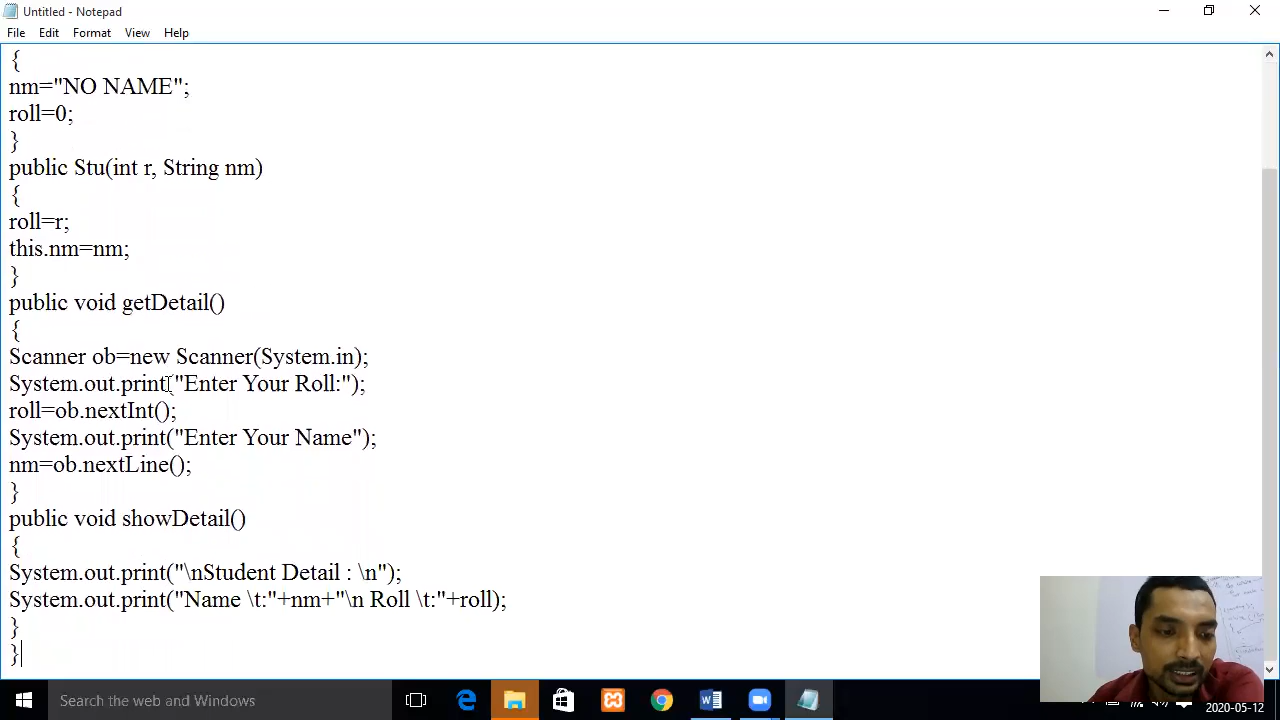 Untitled - Notepad
File Edit Format View Help
{
nm="NO NAME";
roll=0;
}
public Stu(int r, String nm)
{
roll=r;
this.nm=nm;
}
public void getDetail()
{
Scanner ob=new Scanner(System.in);
System.out.print("Enter Your Roll:");
roll=ob.nextInt();
System.out.print("Enter Your Name");
nm=ob.nextLine();
}
public void showDetail()
{
System.out.print("\nStudent Detail : \n");
System.out.print("Name \t:"+nm+"\n Roll \t:"+roll);
}
}
Search the web and Windows
2020-05-12